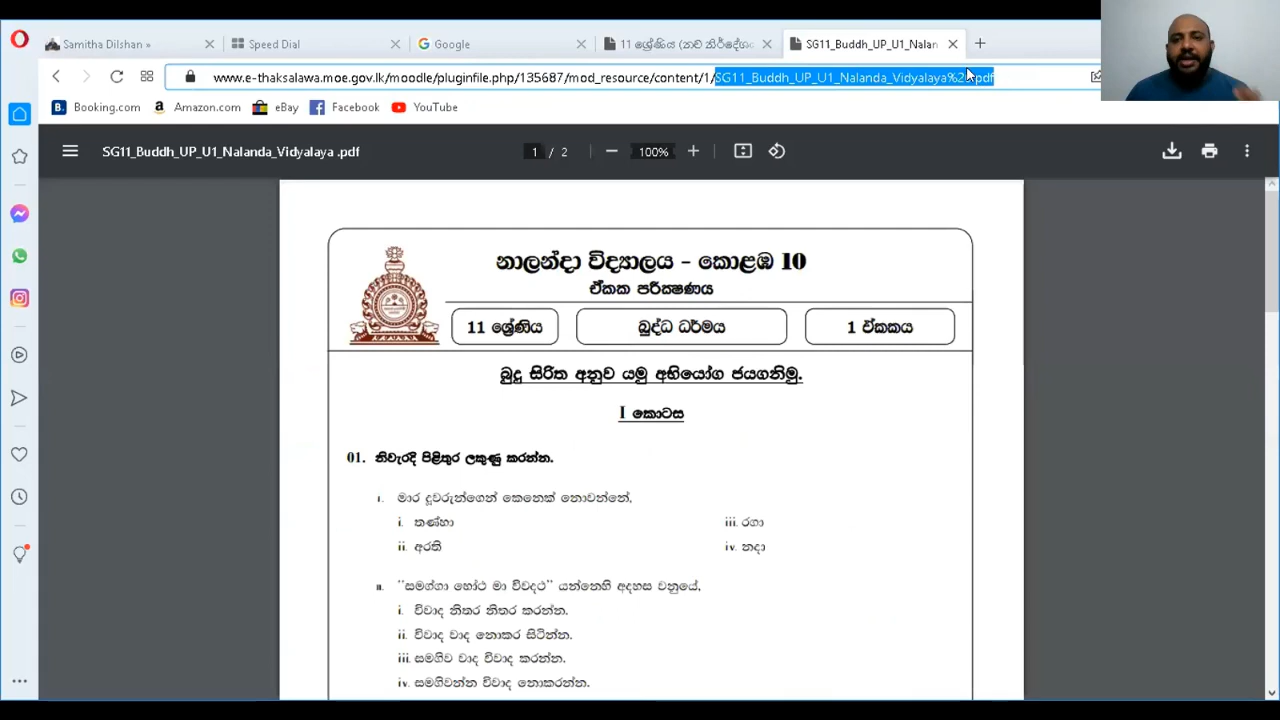 Samitha Dilshan »
Speed Dial
Google
11 ශ්‍රේණිය (නව නිර්දේශය
SG11_Buddh_UP_U1_Nalan
www.e-thaksalawa.moe.gov.lk/moodle/pluginfile.php/135687/mod_resource/content/1/SG11_Buddh_UP_U1_Nalanda_Vidyalaya%20.pdf
B. Booking.com
Amazon.com
eBay
Facebook
YouTube
SG11_Buddh_UP_U1_Nalanda_Vidyalaya .pdf
1 / 2
100%
නාලන්දා විද්‍යාලය - කොළඹ 10
ඒකක පරීක්ෂණය
11 ශ්‍රේණිය
බුද්ධ ධර්මය
1 ඒකකය
බුදු සිරිත අනුව යමු අභියෝග ජයගනිමු.
I කොටස
01. නිවැරදි පිළිතුර ලකුණු කරන්න.
I. මාර දූවරුන්ගෙන් කෙනෙක් නොවන්නේ,
i. තණ්හා
iii. රගා
ii. අරති
iv. නදා
II. "සමග්ගා හෝථ මා විවදථ" යන්නෙහි අදහස වනුයේ,
i. විවාද නිතර නිතර කරන්න.
ii. විවාද වාද නොකර සිටින්න.
iii. සමගිව වාද විවාද කරන්න.
iv. සමගිවන්න විවාද නොකරන්න.